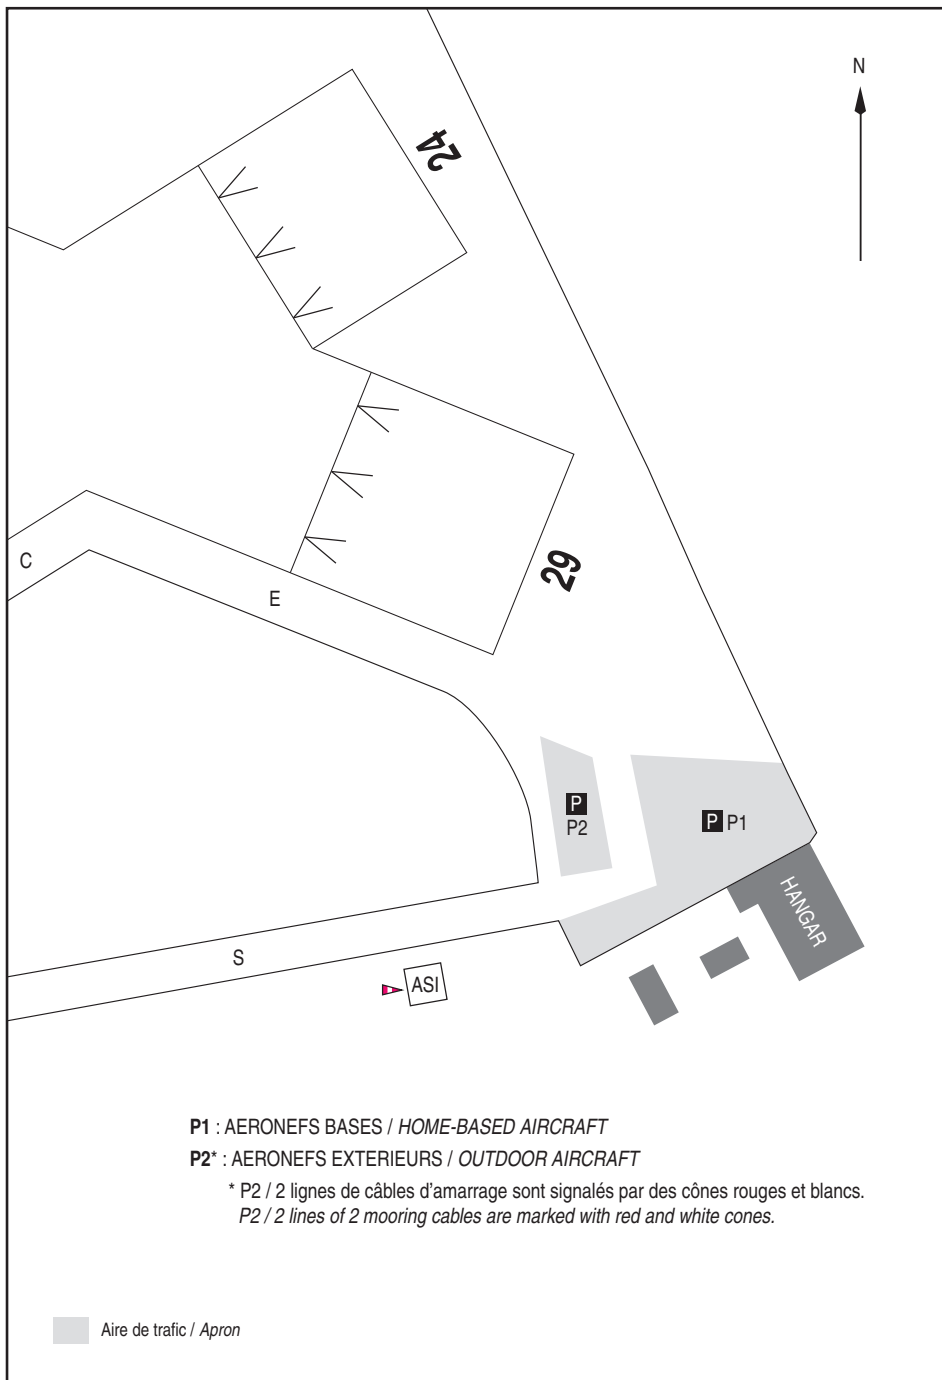 N
24
29
C
E
P
P2
P P1
HANGAR
S
ASI
P1 : AERONEFS BASES / HOME-BASED AIRCRAFT
P2* : AERONEFS EXTERIEURS / OUTDOOR AIRCRAFT
* P2 / 2 lignes de câbles d’amarrage sont signalés par des cônes rouges et blancs.
P2 / 2 lines of 2 mooring cables are marked with red and white cones.
Aire de trafic / Apron